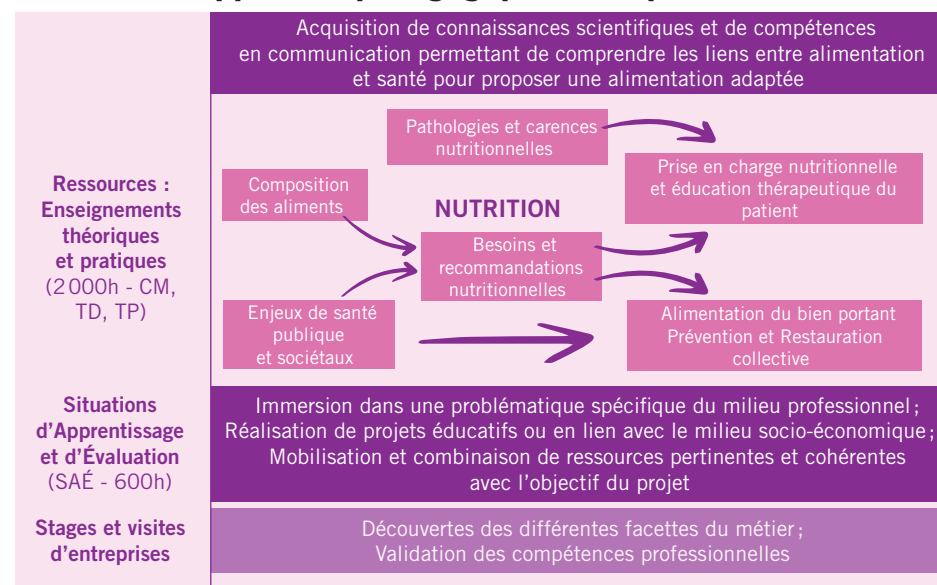 Acquisition de connaissances scientifiques et de compétences
en communication permettant de comprendre les liens entre alimentation
et santé pour proposer une alimentation adaptée
Ressources :
Enseignements
théoriques
et pratiques
(2000h - CM,
TD, TP)
Pathologies et carences
nutritionnelles
Prise en charge nutritionnelle
et éducation thérapeutique du
patient
Composition
des aliments
NUTRITION
Besoins et
recommandations
nutritionnelles
Enjeux de santé
publique
et sociétaux
Alimentation du bien portant
Prévention et Restauration
collective
Situations
d'Apprentissage
et d'Évaluation
(SAÉ - 600h)
Immersion dans une problématique spécifique du milieu professionnel ;
Réalisation de projets éducatifs ou en lien avec le milieu socio-économique ;
Mobilisation et combinaison de ressources pertinentes et cohérentes
avec l'objectif du projet
Stages et visites
d'entreprises
Découvertes des différentes facettes du métier ;
Validation des compétences professionnelles